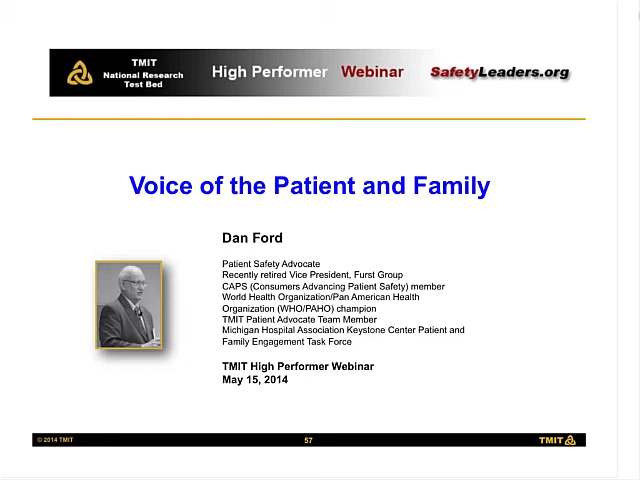 TMIT
National Research
Test Bed
High Performer Webinar
SafetyLeaders.org
Voice of the Patient and Family
Dan Ford
Patient Safety Advocate
Recently retired Vice President, Furst Group
CAPS (Consumers Advancing Patient Safety) member
World Health Organization/Pan American Health
Organization (WHO/PAHO) champion
TMIT Patient Advocate Team Member
Michigan Hospital Association Keystone Center Patient and
Family Engagement Task Force
TMIT High Performer Webinar
May 15, 2014
© 2014 TMIT
57
TMIT